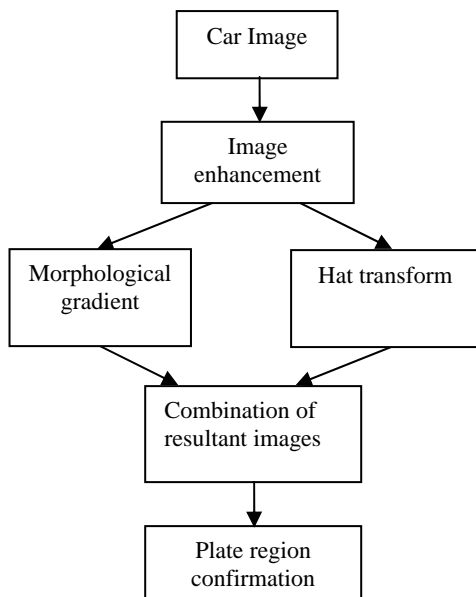 Car Image
Image
enhancement
Morphological
gradient
Hat transform
Combination of
resultant images
Plate region
confirmation